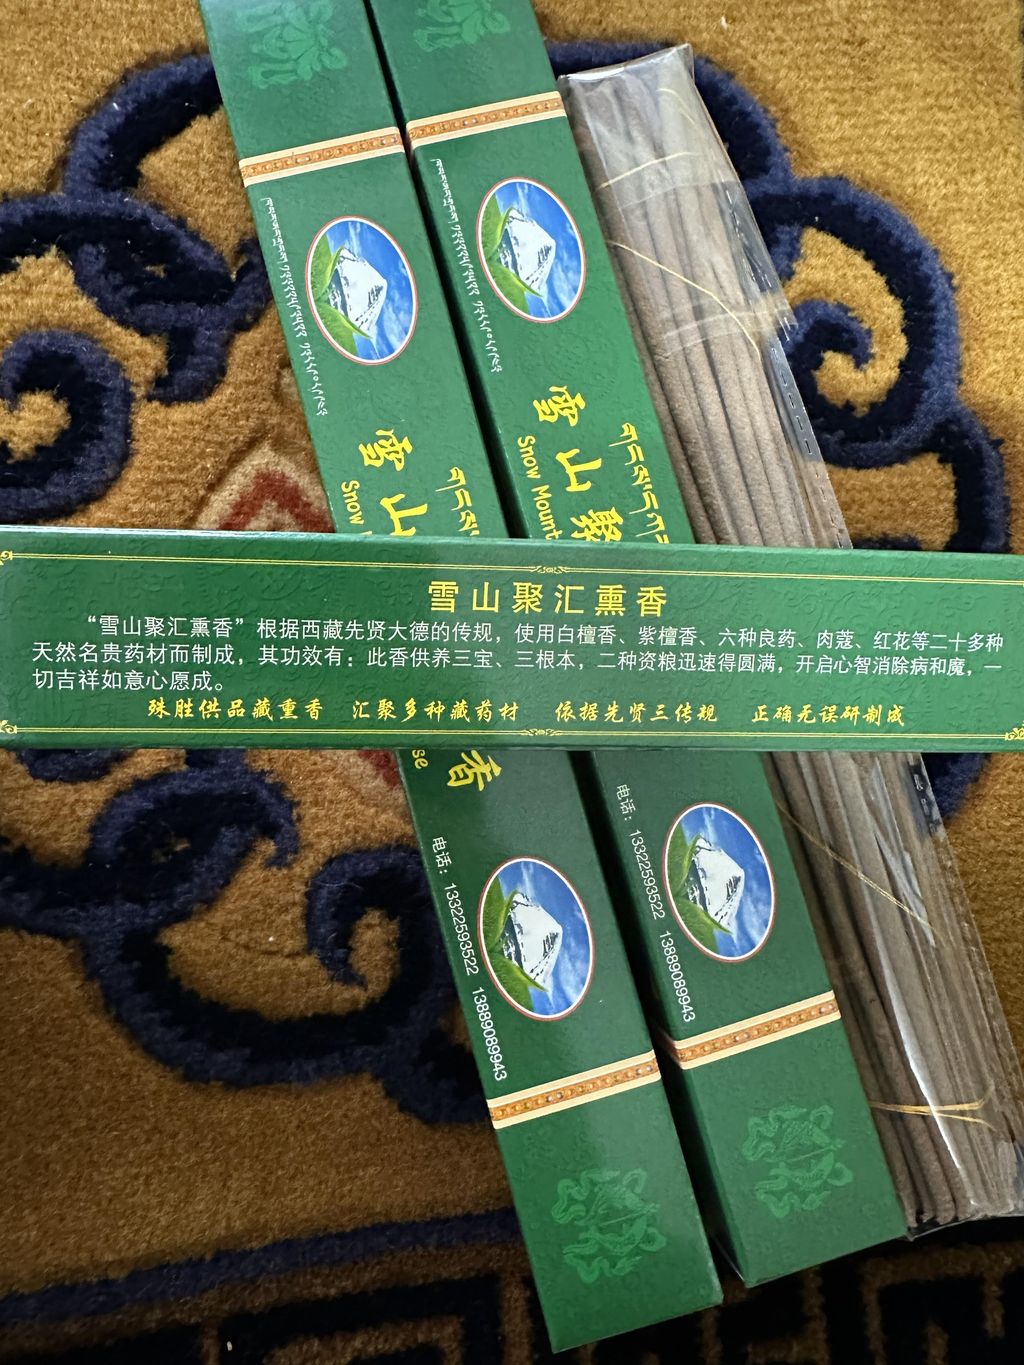 雪山
Snow
雪山聚
Snow Mount
雪山聚汇熏香
“雪山聚汇熏香”根据西藏先贤大德的传规，使用白檀香、紫檀香、六种良药、肉蔻、红花等二十多种
天然名贵药材而制成，其功效有：此香供养三宝、三根本，二种资粮迅速得圆满，开启心智消除病和魔，一
切吉祥如意心愿成。
殊胜供品藏熏香 汇聚多种藏药材 依据先贤三传规 正确无误研制成
香
se
电话：13322593522 13889089943
电话：13322593522 13889089943